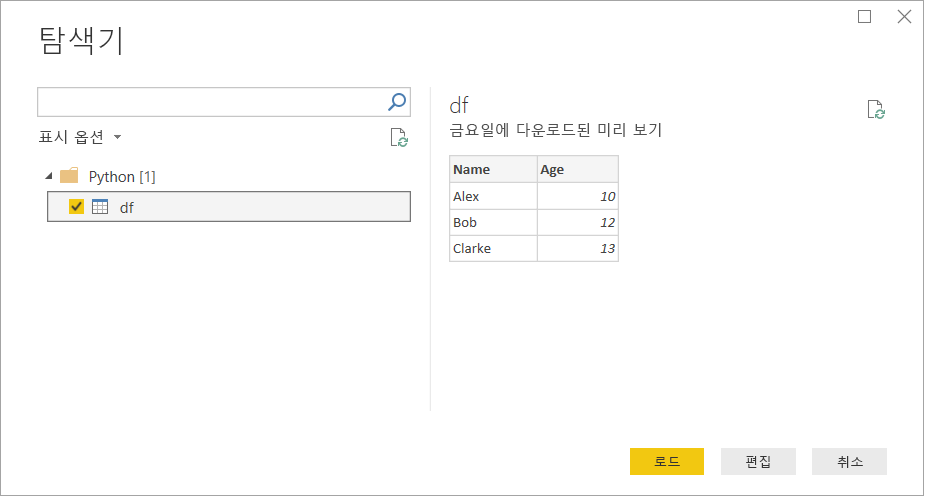 탐색기
표시 옵션
Python [1]
df
df
금요일에 다운로드된 미리 보기
Name Age
Alex 10
Bob 12
Clarke 13
로드 편집 취소